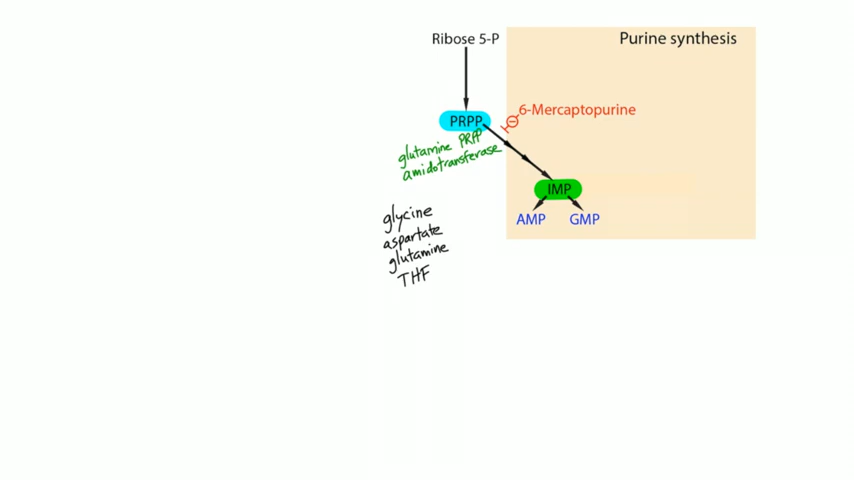 Ribose 5-P
Purine synthesis
6-Mercaptopurine
PRPP
glutamine PRPP
amidotransferase
IMP
AMP GMP
glycine
aspartate
glutamine
THF